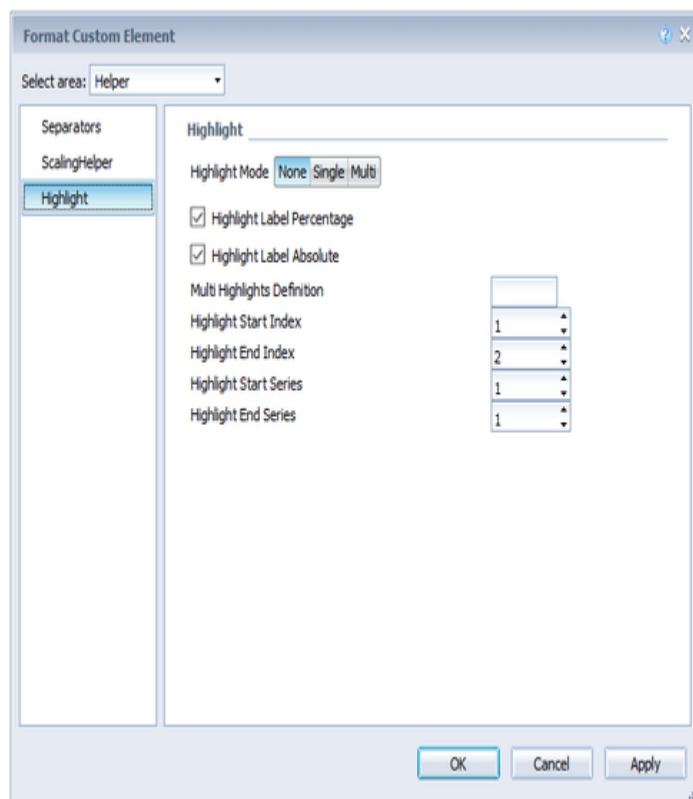 Format Custom Element
Select area: Helper
Separators
ScalingHelper
Highlight
Highlight
Highlight Mode None Single Multi
Highlight Label Percentage
Highlight Label Absolute
Multi Highlights Definition
Highlight Start Index 1
Highlight End Index 2
Highlight Start Series 1
Highlight End Series 1
OK Cancel Apply